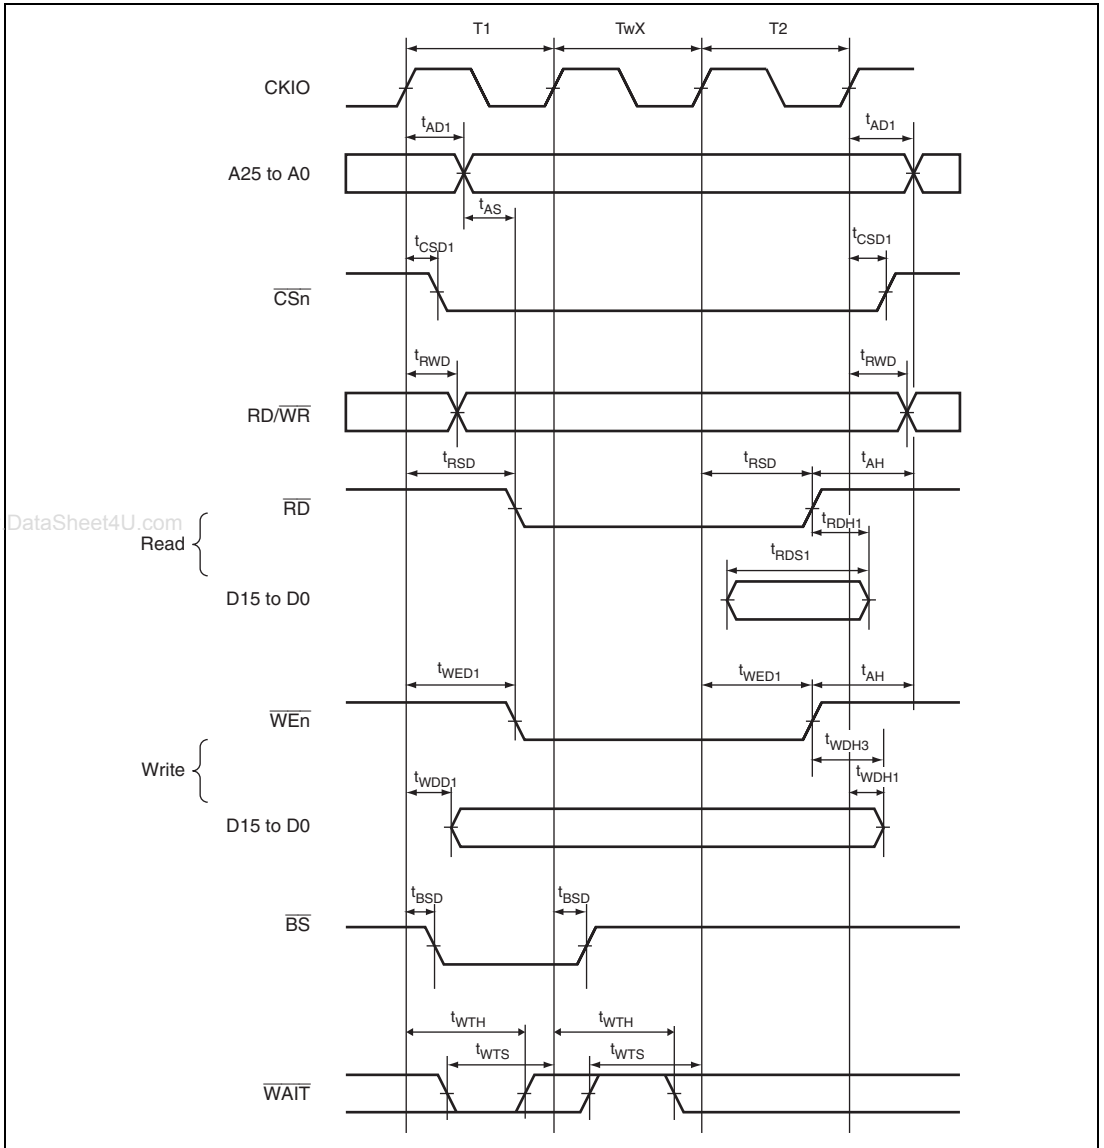 T1 TwX T2
CKIO
tAD1 tAD1
A25 to A0
tAS
tCSD1 tCSD1
CSn
tRWD tRWD
RD/WR
tRSD tRSD tAH
RD
DataSheet4U.com
tRDH1
Read
tRDS1
D15 to D0
tWED1 tWED1 tAH
WEn
tWDH3
Write
tWDD1 tWDH1
D15 to D0
tBSD tBSD
BS
tWTH tWTH
tWTS tWTS
WAIT